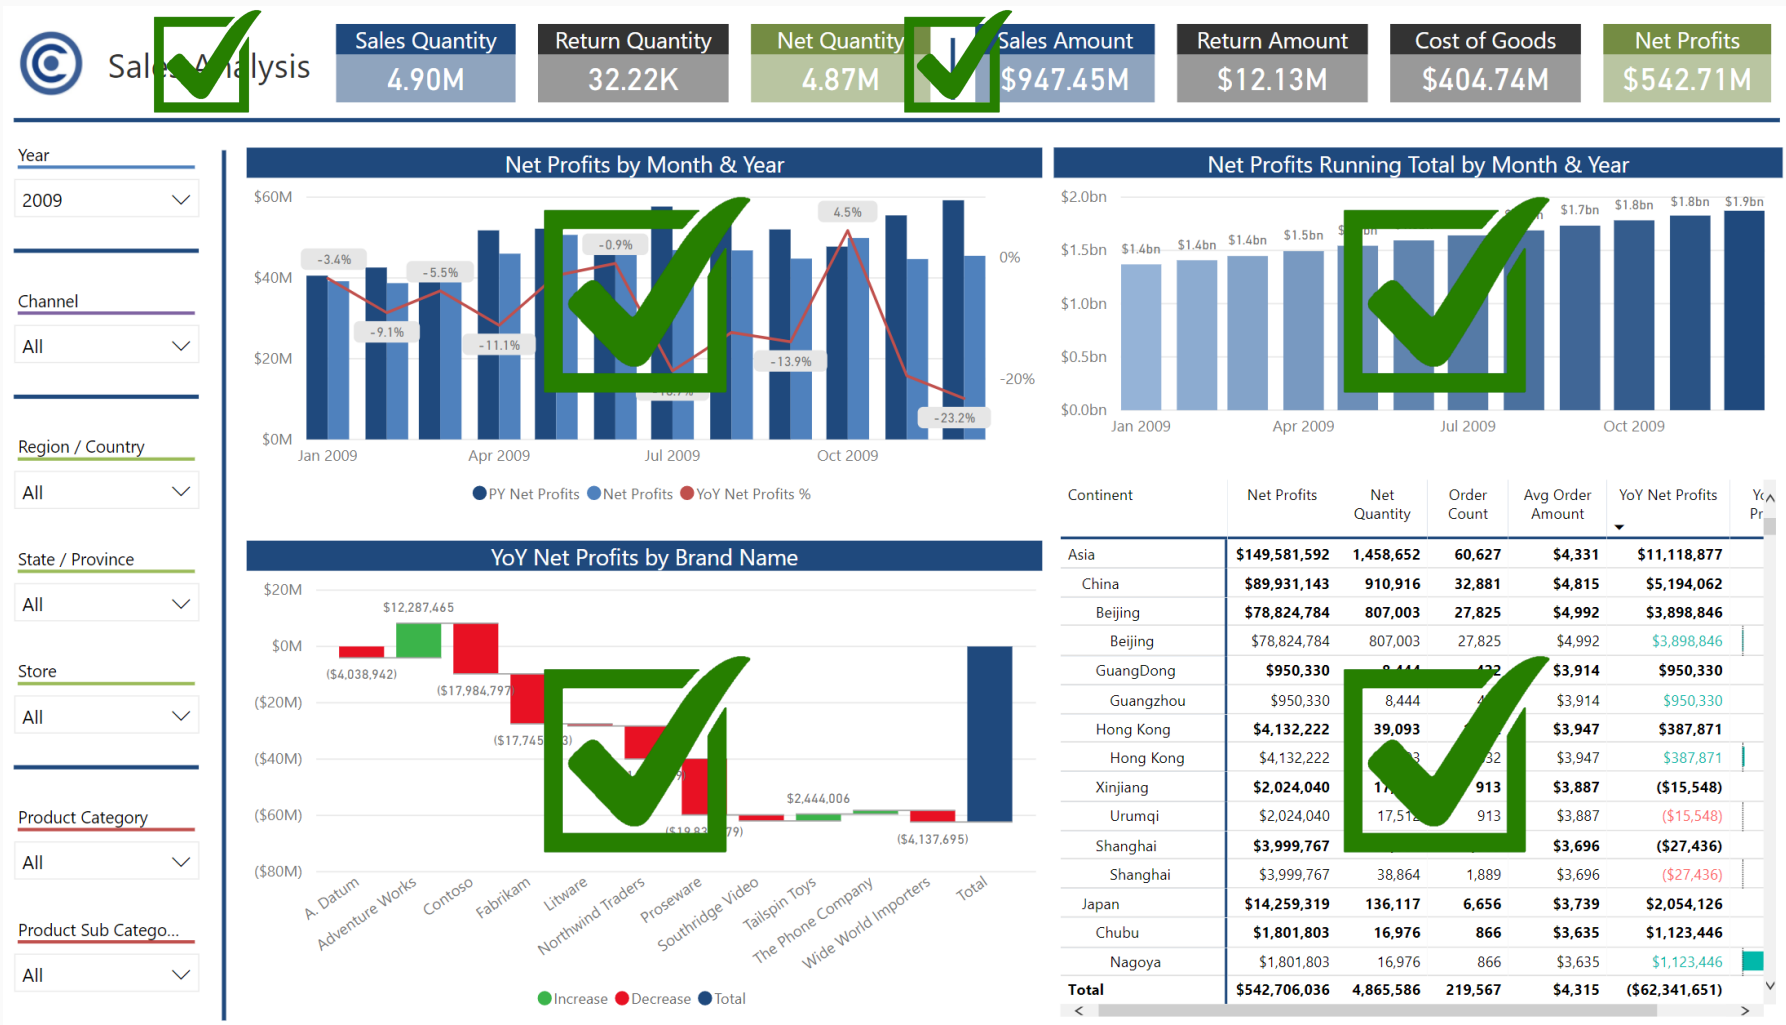 Sales Analysis
Sales Quantity
4.90M
Return Quantity
32.22K
Net Quantity
4.87M
Sales Amount
$947.45M
Return Amount
$12.13M
Cost of Goods
$404.74M
Net Profits
$542.71M
Year
2009
Channel
All
Region / Country
All
State / Province
All
Store
All
Product Category
All
Product Sub Catego...
All
Net Profits by Month & Year
$60M
$40M
$20M
$0M
0%
-20%
-3.4%
-9.1%
-5.5%
-11.1%
-0.9%
-13.9%
4.5%
-23.2%
Jan 2009
Apr 2009
Jul 2009
Oct 2009
PY Net Profits
Net Profits
YoY Net Profits %
Net Profits Running Total by Month & Year
$2.0bn
$1.5bn
$1.0bn
$0.5bn
$0.0bn
$1.4bn
$1.4bn
$1.4bn
$1.5bn
$1.7bn
$1.8bn
$1.8bn
$1.9bn
Jan 2009
Apr 2009
Jul 2009
Oct 2009
YoY Net Profits by Brand Name
$20M
$0M
($20M)
($40M)
($60M)
($80M)
($4,038,942)
$12,287,465
($17,984,797)
$2,444,006
($4,137,695)
A. Datum
Adventure Works
Contoso
Fabrikam
Litware
Northwind Traders
Proseware
Southridge Video
Tailspin Toys
The Phone Company
Wide World Importers
Total
Increase
Decrease
Total
Continent Net Profits Net Quantity Order Count Avg Order Amount YoY Net Profits
Asia $149,581,592 1,458,652 60,627 $4,331 $11,118,877
China $89,931,143 910,916 32,881 $4,815 $5,194,062
Beijing $78,824,784 807,003 27,825 $4,992 $3,898,846
Beijing $78,824,784 807,003 27,825 $4,992 $3,898,846
GuangDong $950,330 8,444 $3,914 $950,330
Guangzhou $950,330 8,444 $3,914 $950,330
Hong Kong $4,132,222 39,093 $3,947 $387,871
Hong Kong $4,132,222 $3,947 $387,871
Xinjiang $2,024,040 913 $3,887 ($15,548)
Urumqi $2,024,040 17,512 913 $3,887 ($15,548)
Shanghai $3,999,767 $3,696 ($27,436)
Shanghai $3,999,767 38,864 1,889 $3,696 ($27,436)
Japan $14,259,319 136,117 6,656 $3,739 $2,054,126
Chubu $1,801,803 16,976 866 $3,635 $1,123,446
Nagoya $1,801,803 16,976 866 $3,635 $1,123,446
Total $542,706,036 4,865,586 219,567 $4,315 ($62,341,651)